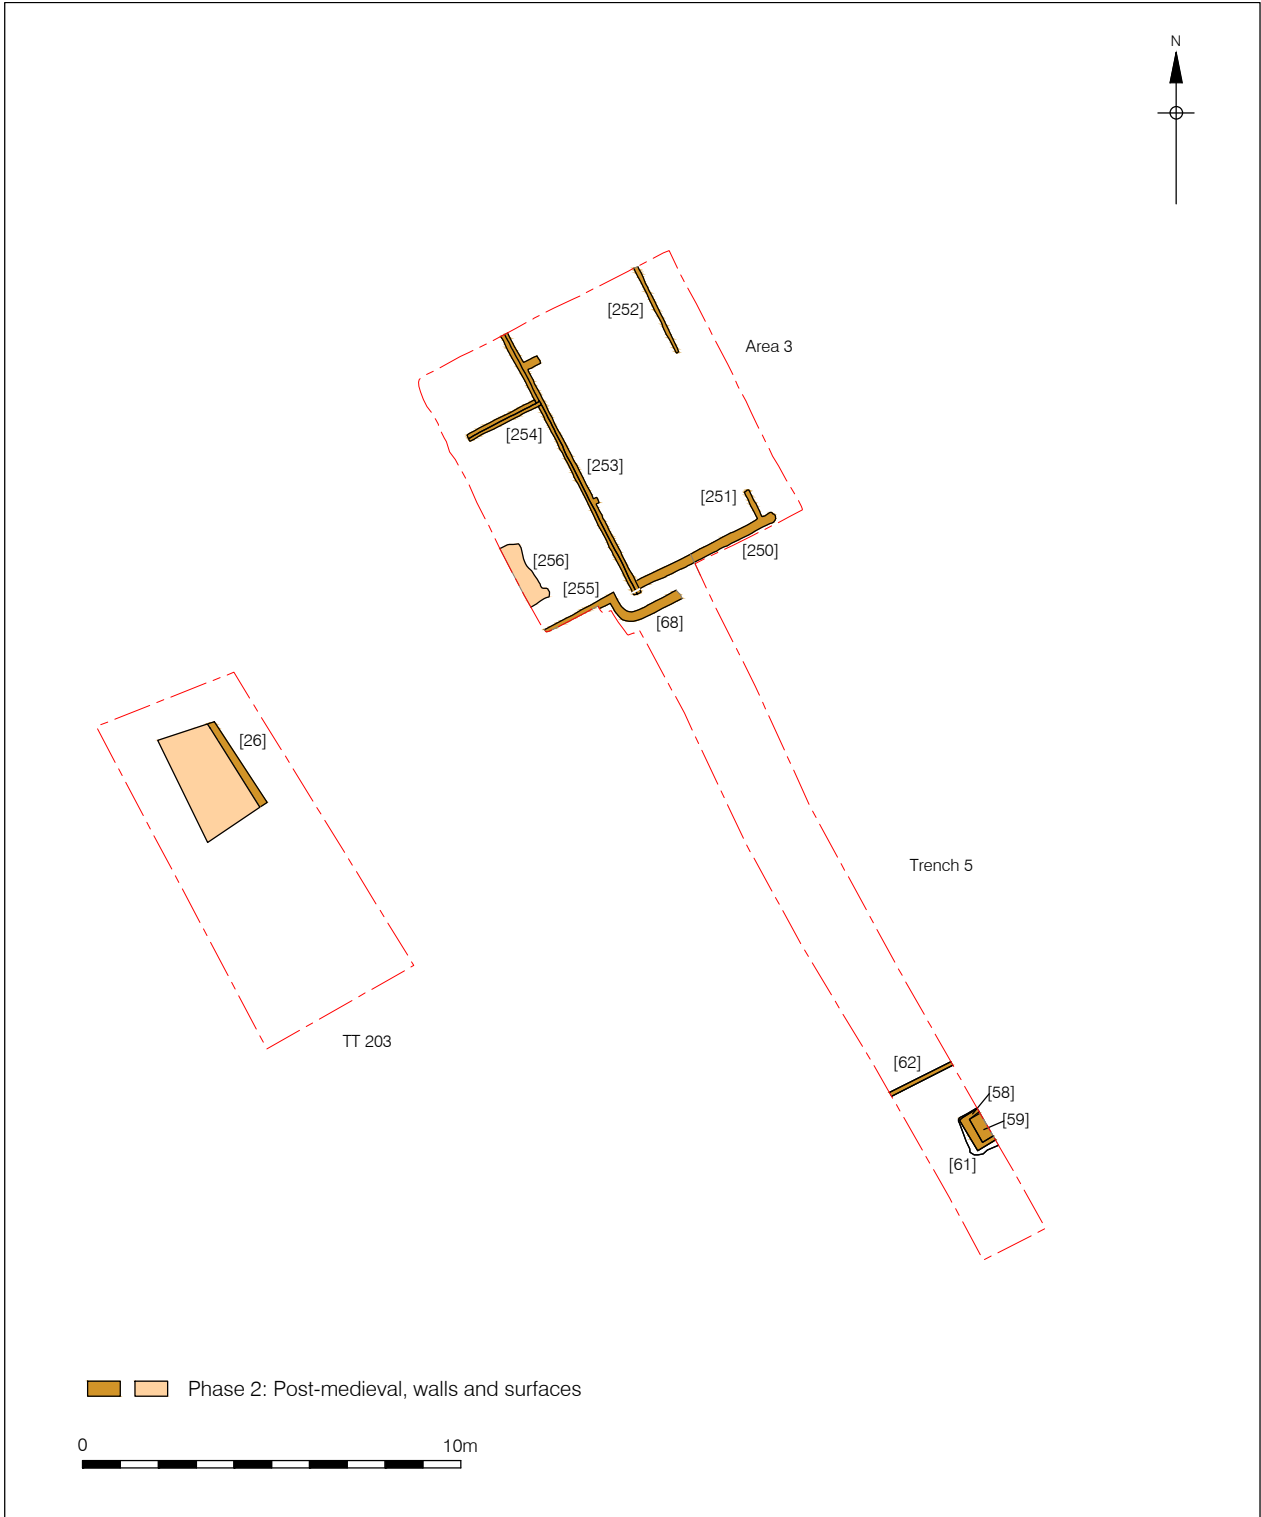 N
[252]
Area 3
[254]
[253]
[251]
[250]
[256]
[255]
[68]
[26]
Trench 5
TT 203
[62]
[58]
[59]
[61]
Phase 2: Post-medieval, walls and surfaces
0 10m